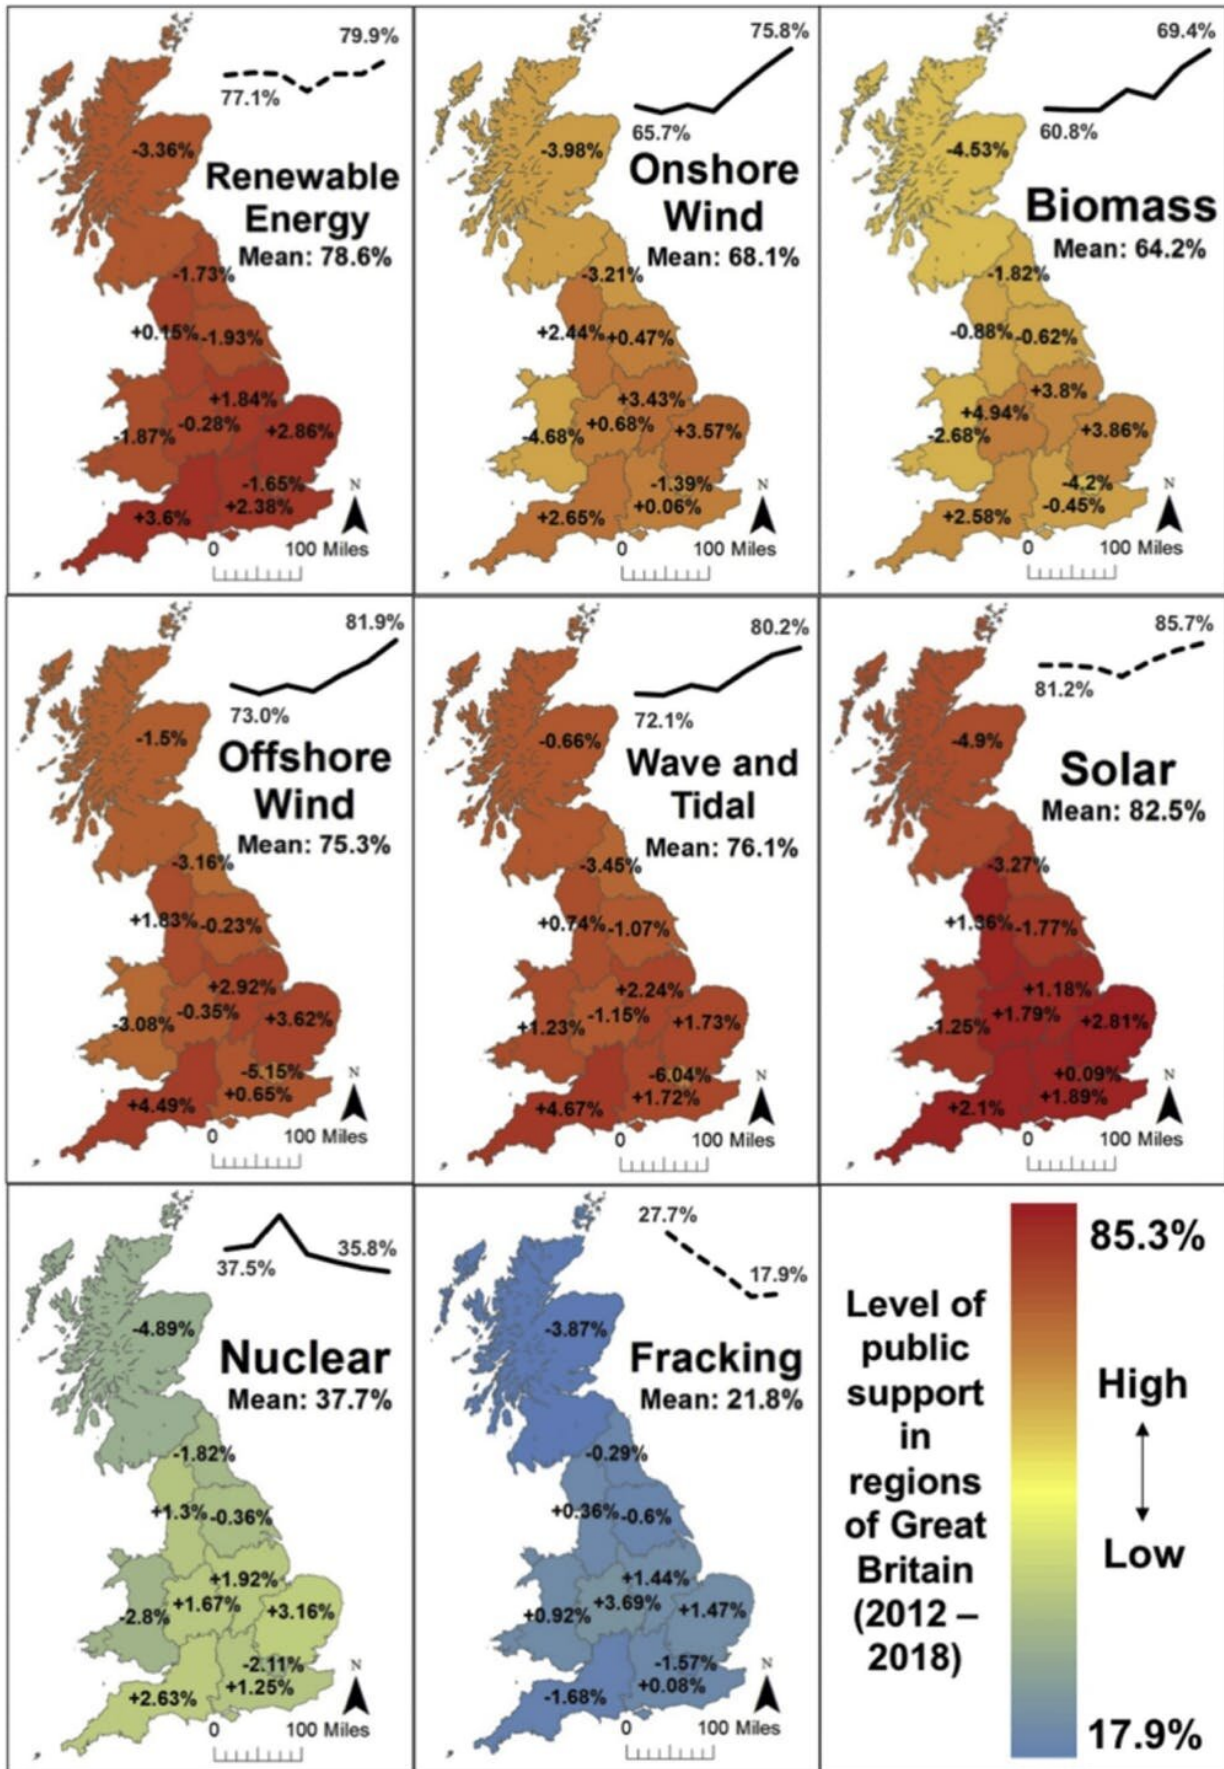 79.9%
77.1%
-3.36%
Renewable
Energy
Mean: 78.6%
-1.73%
+0.15%
-1.93%
+1.84%
-0.28%
+2.86%
-1.87%
-1.65%
+2.38%
+3.6%
N
0 100 Miles
75.8%
65.7%
-3.98%
Onshore
Wind
Mean: 68.1%
-3.21%
+2.44%
+0.47%
+3.43%
+0.68%
+3.57%
-4.68%
-1.39%
+0.06%
+2.65%
N
0 100 Miles
69.4%
60.8%
-4.53%
Biomass
Mean: 64.2%
-1.82%
-0.88%
-0.62%
+3.8%
+4.94%
+3.86%
-2.68%
-4.2%
-0.45%
+2.58%
N
0 100 Miles
81.9%
73.0%
-1.5%
Offshore
Wind
Mean: 75.3%
-3.16%
+1.83%
-0.23%
+2.92%
-0.35%
+3.62%
-3.08%
-5.15%
+0.65%
+4.49%
N
0 100 Miles
80.2%
72.1%
-0.66%
Wave and
Tidal
Mean: 76.1%
-3.45%
+0.74%
-1.07%
+2.24%
-1.15%
+1.73%
+1.23%
-6.04%
+1.72%
+4.67%
N
0 100 Miles
85.7%
81.2%
-4.9%
Solar
Mean: 82.5%
-3.27%
+1.36%
-1.77%
+1.18%
+1.79%
+2.81%
-1.25%
+0.09%
+1.89%
+2.1%
N
0 100 Miles
35.8%
37.5%
-4.89%
Nuclear
Mean: 37.7%
-1.82%
+1.3%
-0.36%
+1.92%
+1.67%
+3.16%
-2.8%
-2.11%
+1.25%
+2.63%
N
0 100 Miles
27.7%
17.9%
-3.87%
Fracking
Mean: 21.8%
-0.29%
+0.36%
-0.6%
+1.44%
+3.69%
+1.47%
+0.92%
-1.57%
+0.08%
-1.68%
N
0 100 Miles
Level of
public
support
in
regions
of Great
Britain
(2012 –
2018)
85.3%
High
Low
17.9%